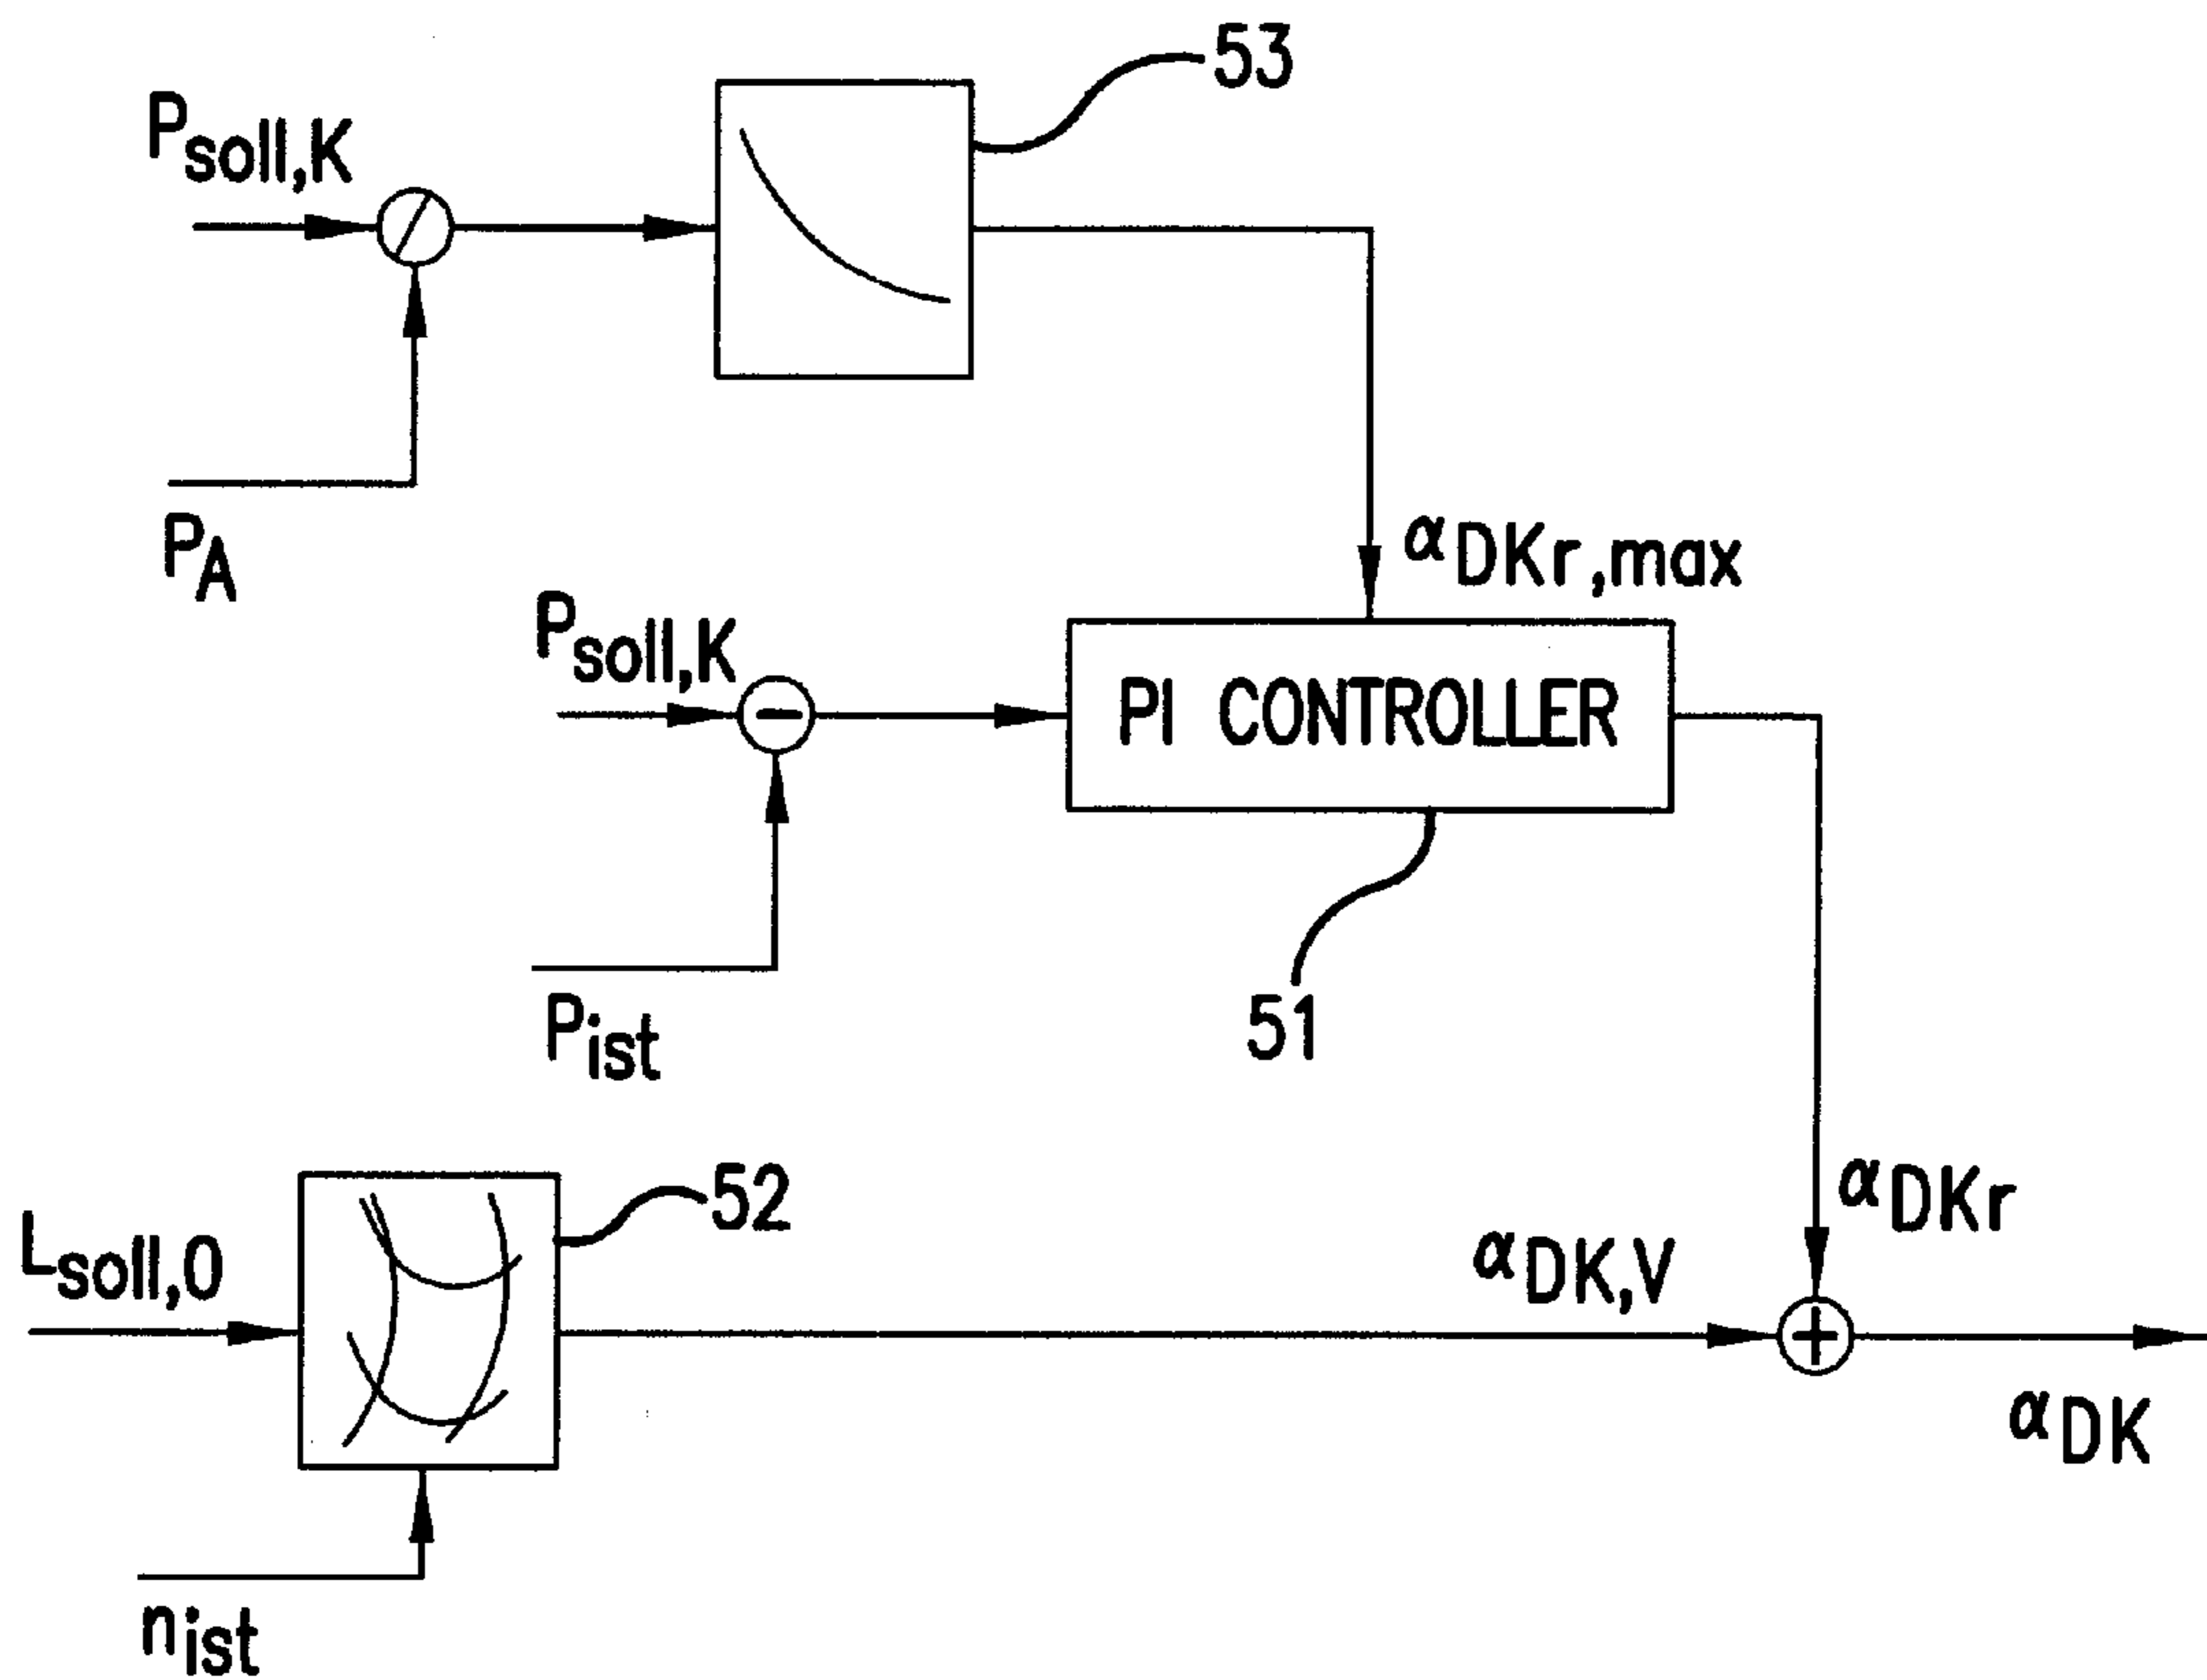 53
Psoll,K
PA
αDKr,max
Psoll,K
PI CONTROLLER
Pist
51
52
αDKr
Lsoll,0
αDK,V
αDK
nist